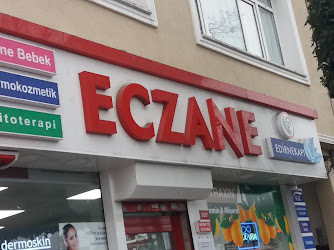 ne Bebek
mokozmetik
itoterapi
ECZANE
EDİRNEKAPI
dermoskin